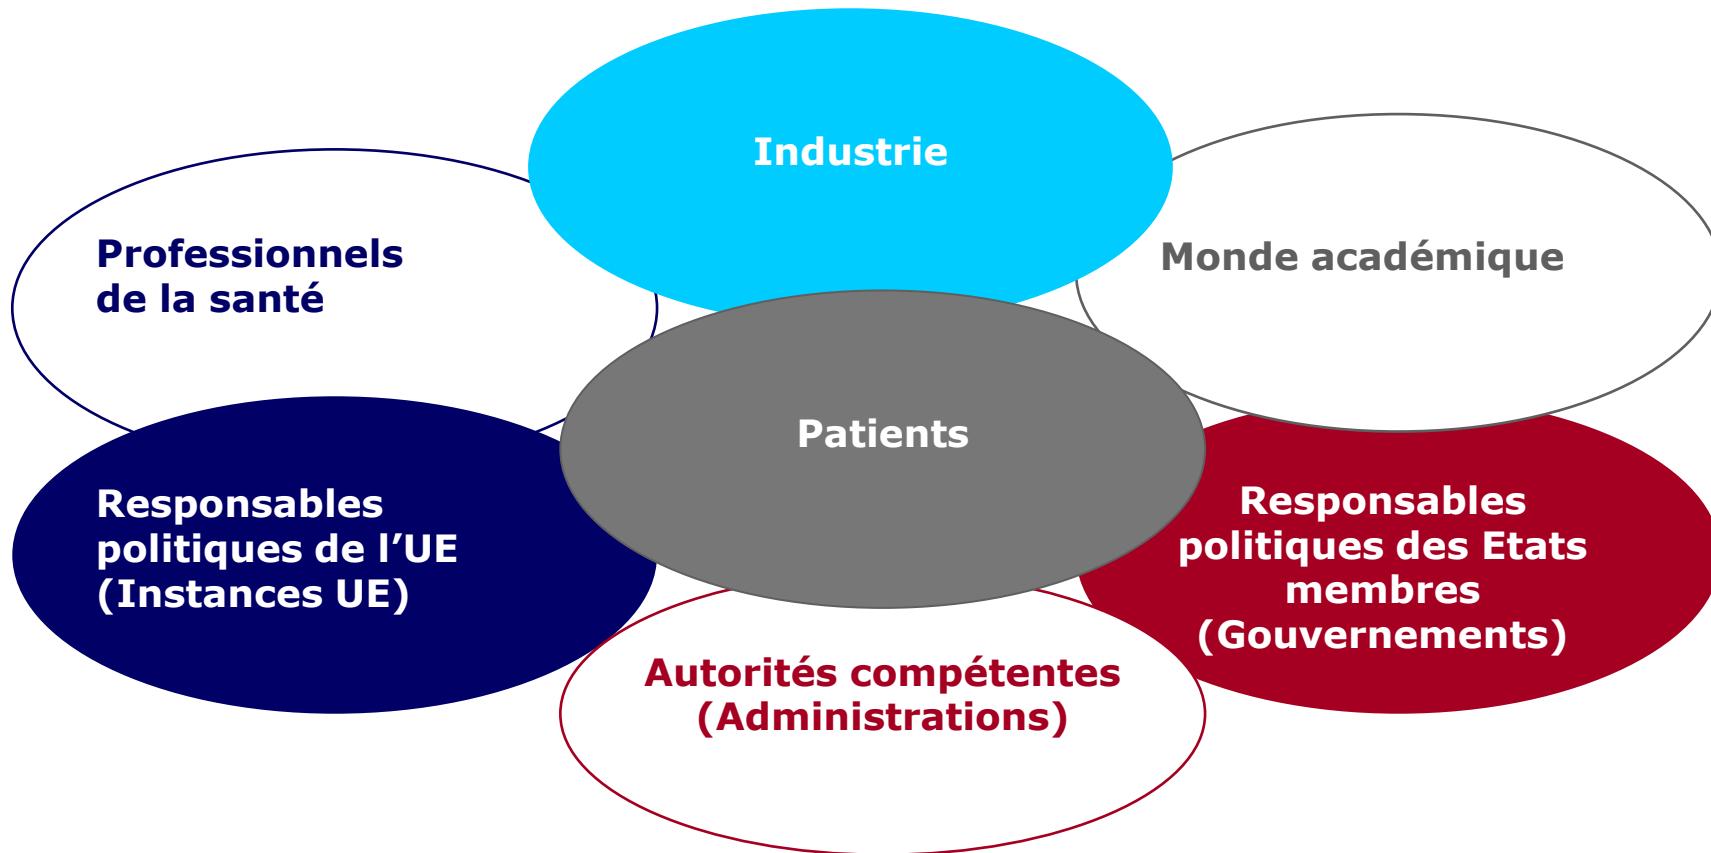 Industrie
Professionnels
de la santé
Monde académique
Patients
Responsables
politiques de l’UE
(Instances UE)
Responsables
politiques des Etats
membres
(Gouvernements)
Autorités compétentes
(Administrations)